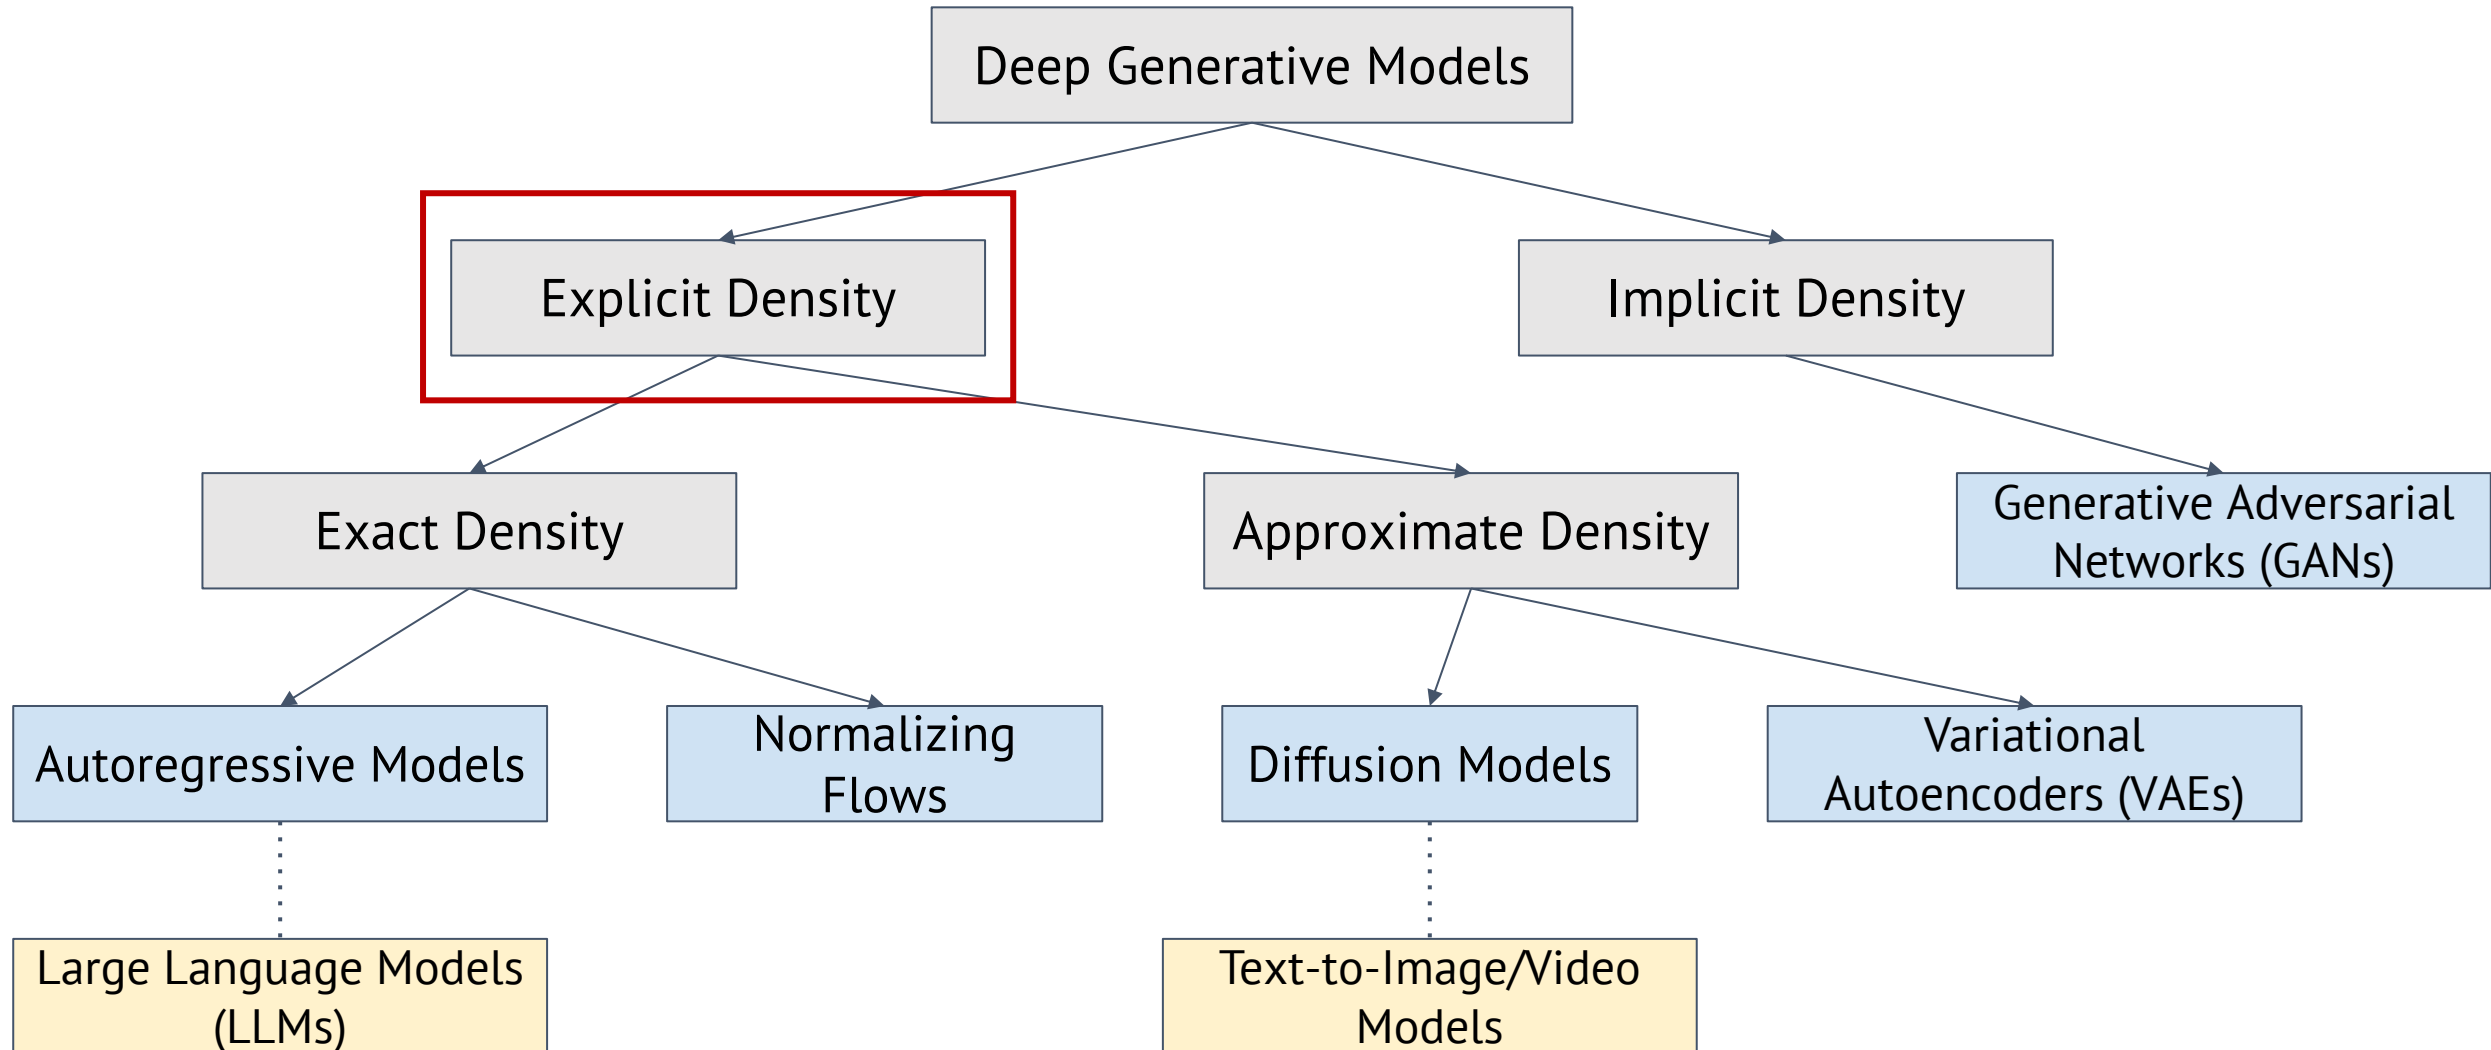 Deep Generative Models
Explicit Density
Implicit Density
Exact Density
Approximate Density
Generative Adversarial
Networks (GANs)
Autoregressive Models
Normalizing
Flows
Diffusion Models
Variational
Autoencoders (VAEs)
Large Language Models
(LLMs)
Text-to-Image/Video
Models